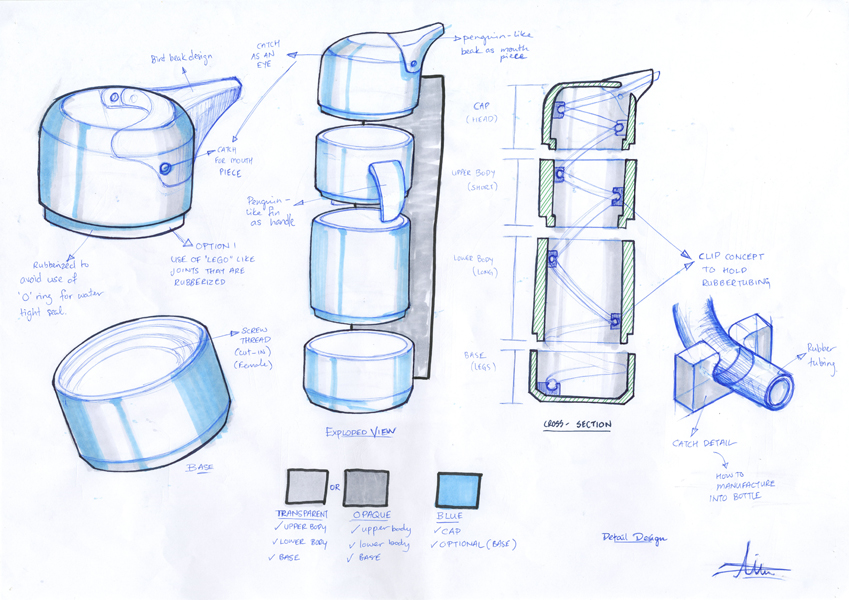 Bird beak design
CATCH
AS AN
EYE
penguin-like
beak as mouth
piece
CATCH
FOR MOUTH
PIECE
Penguin-
like fin
as handle
Rubberized to
avoid use of
'O' ring for water
tight seal.
OPTION 1
USE OF "LEGO" LIKE
JOINTS THAT ARE
RUBBERIZED
SCREW
THREAD
(CUT-IN)
(Female)
BASE
EXPLODED VIEW
CAP
(HEAD)
UPPER BODY
(SHORT)
LOWER BODY
(LONG)
BASE
(LEGS)
CROSS-SECTION
CLIP CONCEPT
TO HOLD
RUBBERTUBING
Rubber
tubing
CATCH DETAIL
HOW TO
MANUFACTURE
INTO BOTTLE
OR
TRANSPARENT
✓ UPPER BODY
✓ LOWER BODY
✓ BASE
OPAQUE
✓ upper body
✓ lower body
✓ BASE
BLUE
✓ CAP
✓ OPTIONAL (BASE)
Detail Design